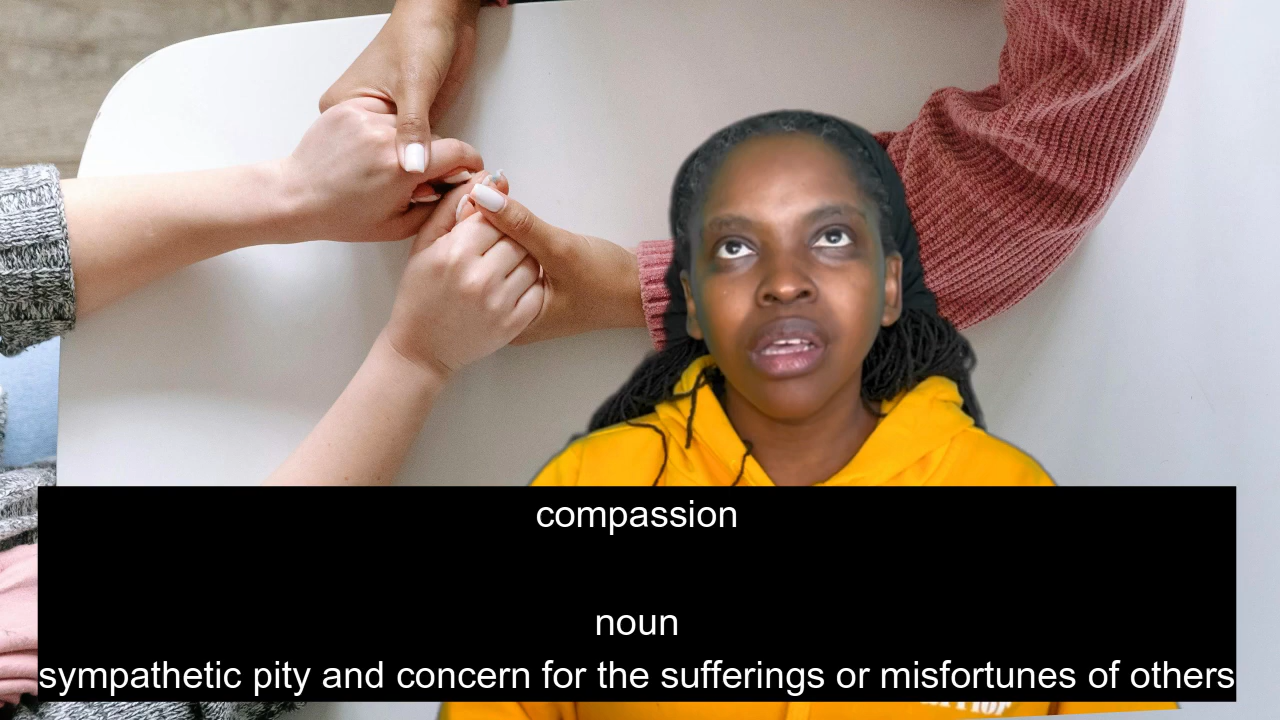 compassion
noun
sympathetic pity and concern for the sufferings or misfortunes of others